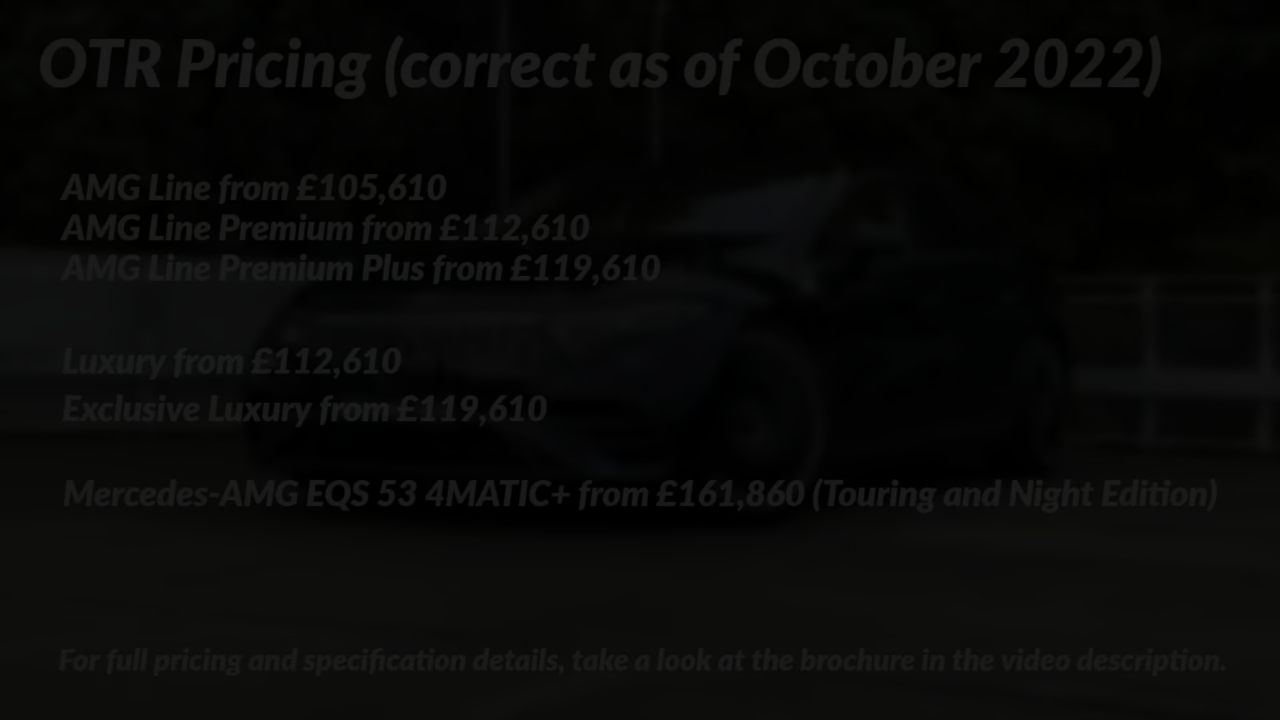 OTR Pricing (correct as of October 2022)
AMG Line from £105,610
AMG Line Premium from £112,610
AMG Line Premium Plus from £119,610
Luxury from £112,610
Exclusive Luxury from £119,610
Mercedes-AMG EQS 53 4MATIC+ from £161,860 (Touring and Night Edition)
For full pricing and specification details, take a look at the brochure in the video description.